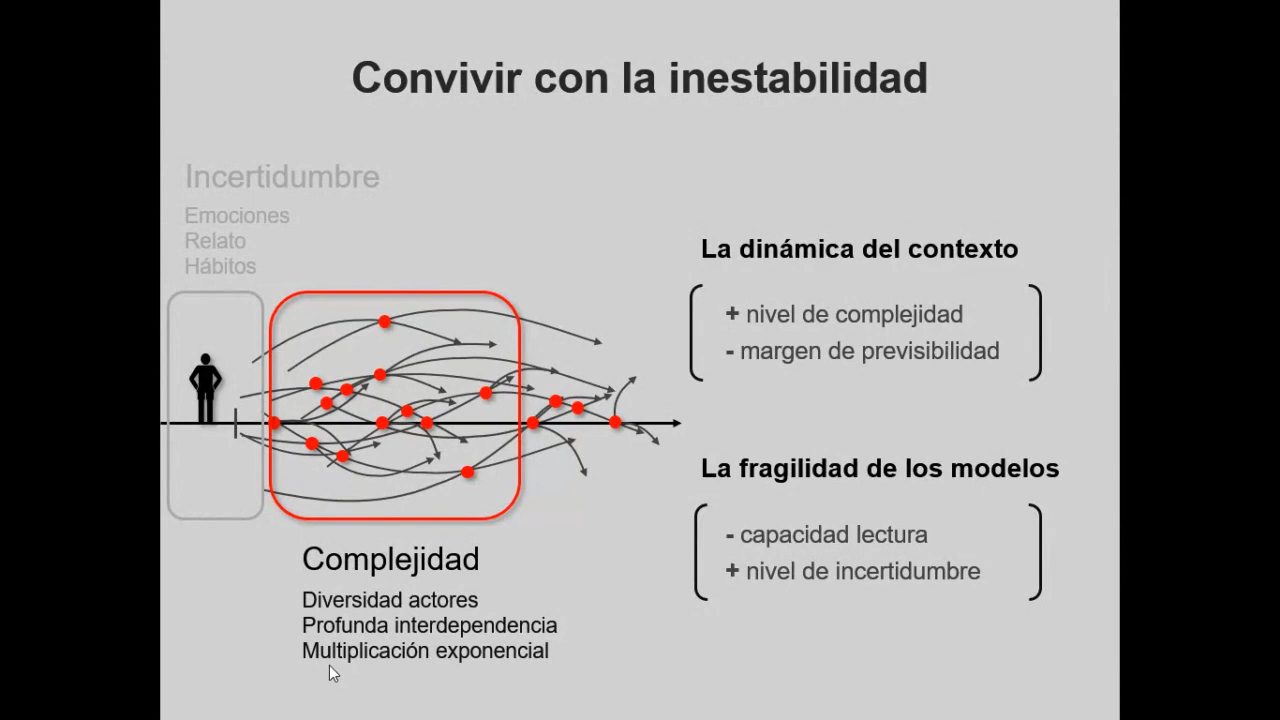 Convivir con la inestabilidad
Incertidumbre
Emociones
Relato
Hábitos
La dinámica del contexto
+ nivel de complejidad
- margen de previsibilidad
La fragilidad de los modelos
- capacidad lectura
+ nivel de incertidumbre
Complejidad
Diversidad actores
Profunda interdependencia
Multiplicación exponencial